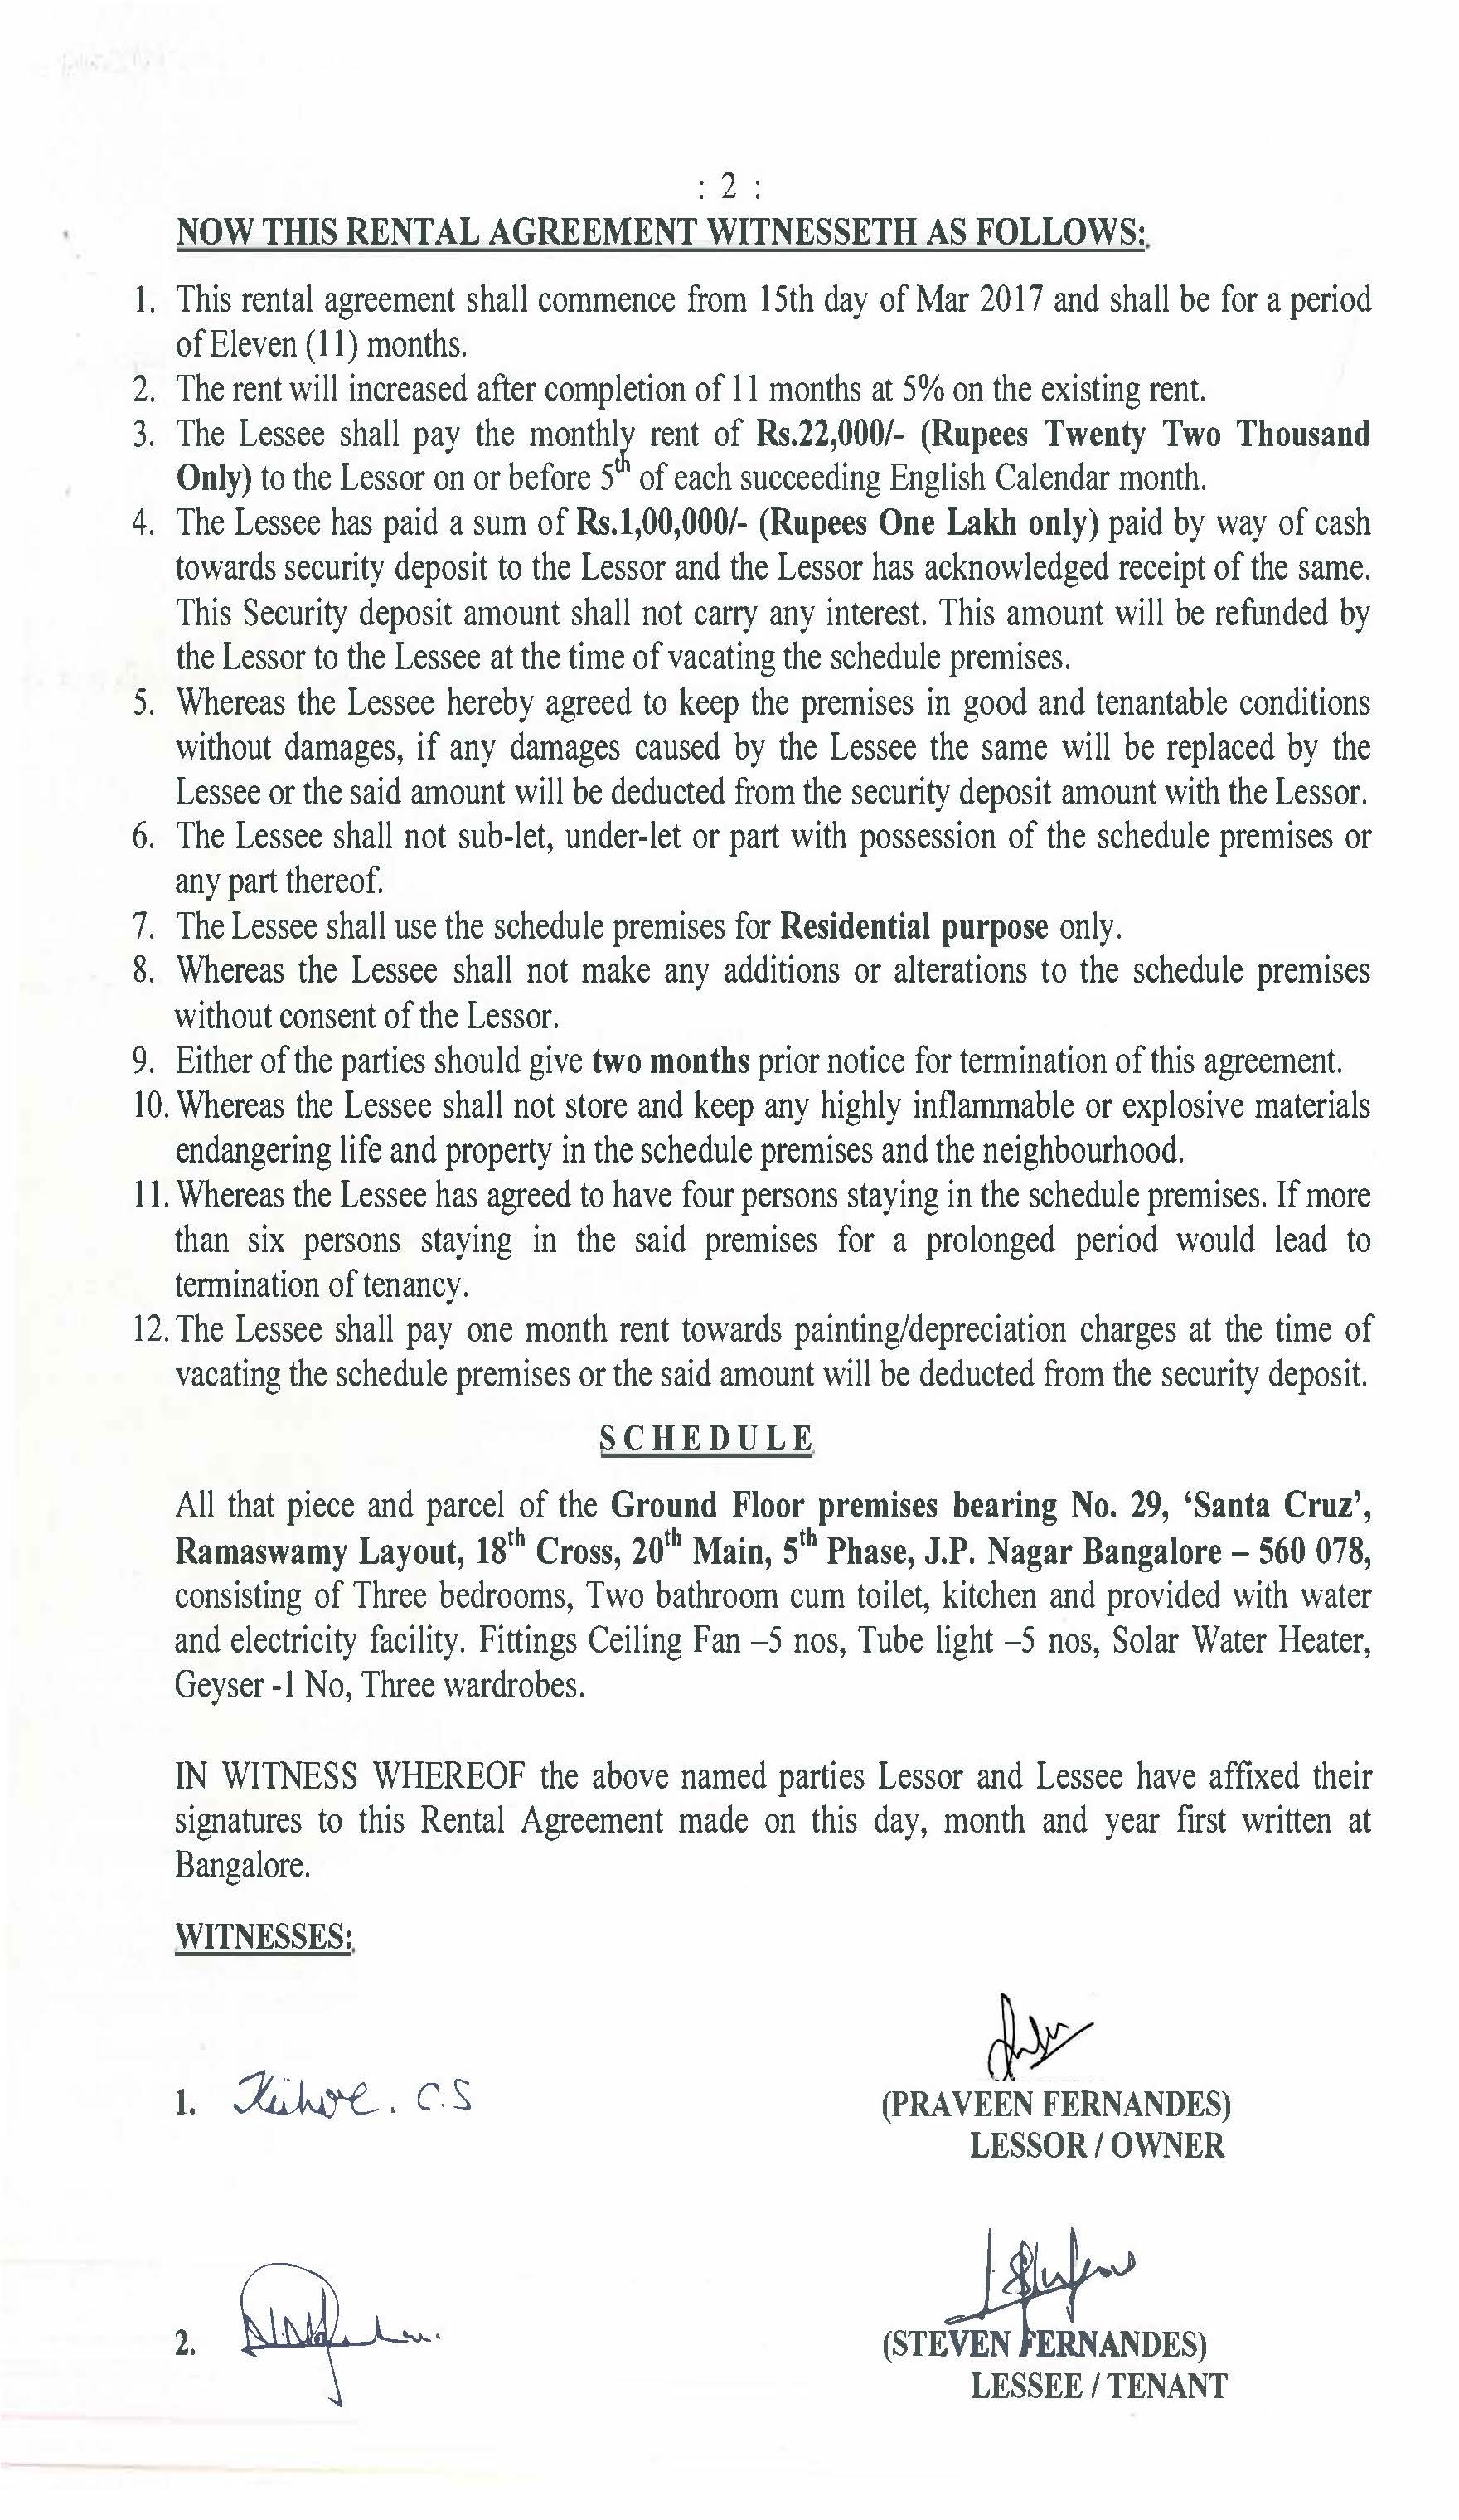 : 2 :
NOW THIS RENTAL AGREEMENT WITNESSETH AS FOLLOWS:
1. This rental agreement shall commence from 15th day of Mar 2017 and shall be for a period
of Eleven (11) months.
2. The rent will increased after completion of 11 months at 5% on the existing rent.
3. The Lessee shall pay the monthly rent of Rs.22,000/- (Rupees Twenty Two Thousand
Only) to the Lessor on or before 5th of each succeeding English Calendar month.
4. The Lessee has paid a sum of Rs.1,00,000/- (Rupees One Lakh only) paid by way of cash
towards security deposit to the Lessor and the Lessor has acknowledged receipt of the same.
This Security deposit amount shall not carry any interest. This amount will be refunded by
the Lessor to the Lessee at the time of vacating the schedule premises.
5. Whereas the Lessee hereby agreed to keep the premises in good and tenantable conditions
without damages, if any damages caused by the Lessee the same will be replaced by the
Lessee or the said amount will be deducted from the security deposit amount with the Lessor.
6. The Lessee shall not sub-let, under-let or part with possession of the schedule premises or
any part thereof.
7. The Lessee shall use the schedule premises for Residential purpose only.
8. Whereas the Lessee shall not make any additions or alterations to the schedule premises
without consent of the Lessor.
9. Either of the parties should give two months prior notice for termination of this agreement.
10. Whereas the Lessee shall not store and keep any highly inflammable or explosive materials
endangering life and property in the schedule premises and the neighbourhood.
11. Whereas the Lessee has agreed to have four persons staying in the schedule premises. If more
than six persons staying in the said premises for a prolonged period would lead to
termination of tenancy.
12. The Lessee shall pay one month rent towards painting/depreciation charges at the time of
vacating the schedule premises or the said amount will be deducted from the security deposit.
SCHEDULE
All that piece and parcel of the Ground Floor premises bearing No. 29, ‘Santa Cruz’,
Ramaswamy Layout, 18th Cross, 20th Main, 5th Phase, J.P. Nagar Bangalore – 560 078,
consisting of Three bedrooms, Two bathroom cum toilet, kitchen and provided with water
and electricity facility. Fittings Ceiling Fan –5 nos, Tube light –5 nos, Solar Water Heater,
Geyser -1 No, Three wardrobes.
IN WITNESS WHEREOF the above named parties Lessor and Lessee have affixed their
signatures to this Rental Agreement made on this day, month and year first written at
Bangalore.
WITNESSES:
1. C.S
(PRAVEEN FERNANDES)
LESSOR / OWNER
2.
(STEVEN FERNANDES)
LESSEE / TENANT